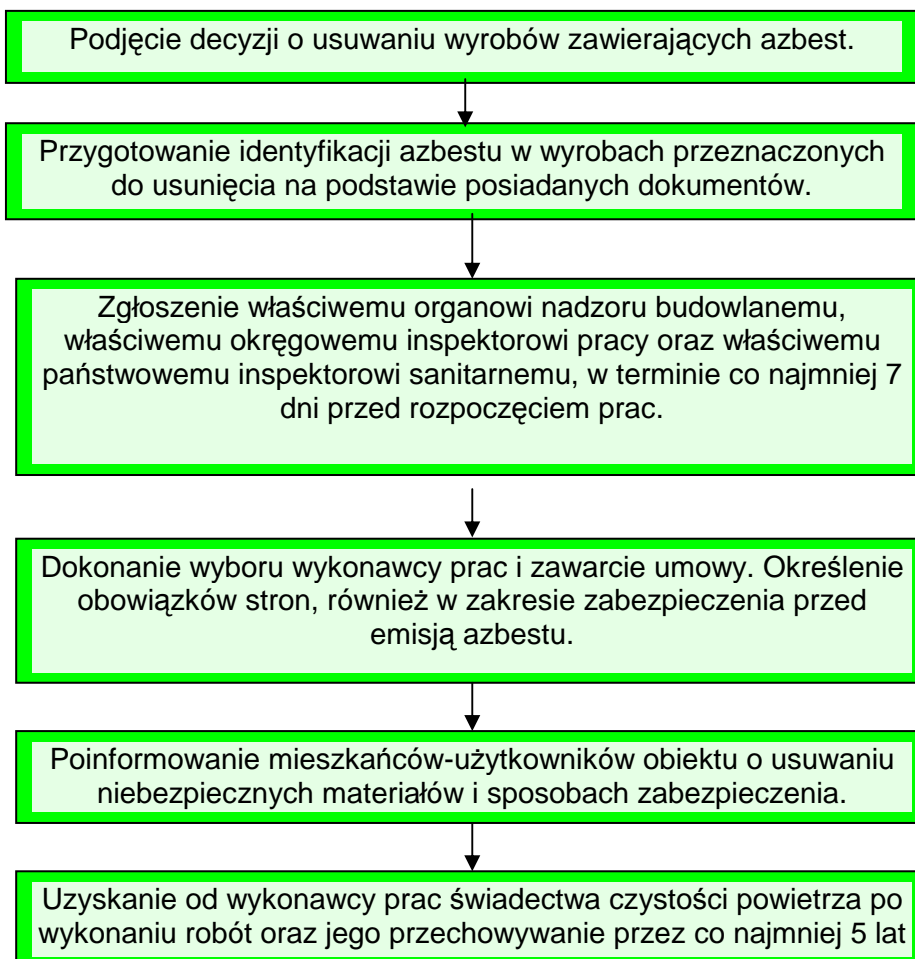 Podjęcie decyzji o usuwaniu wyrobów zawierających azbest.
Przygotowanie identyfikacji azbestu w wyrobach przeznaczonych
do usunięcia na podstawie posiadanych dokumentów.
Zgłoszenie właściwemu organowi nadzoru budowlanemu,
właściwemu okręgowemu inspektorowi pracy oraz właściwemu
państwowemu inspektorowi sanitarnemu, w terminie co najmniej 7
dni przed rozpoczęciem prac.
Dokonanie wyboru wykonawcy prac i zawarcie umowy. Określenie
obowiązków stron, również w zakresie zabezpieczenia przed
emisją azbestu.
Poinformowanie mieszkańców-użytkowników obiektu o usuwaniu
niebezpiecznych materiałów i sposobach zabezpieczenia.
Uzyskanie od wykonawcy prac świadectwa czystości powietrza po
wykonaniu robót oraz jego przechowywanie przez co najmniej 5 lat